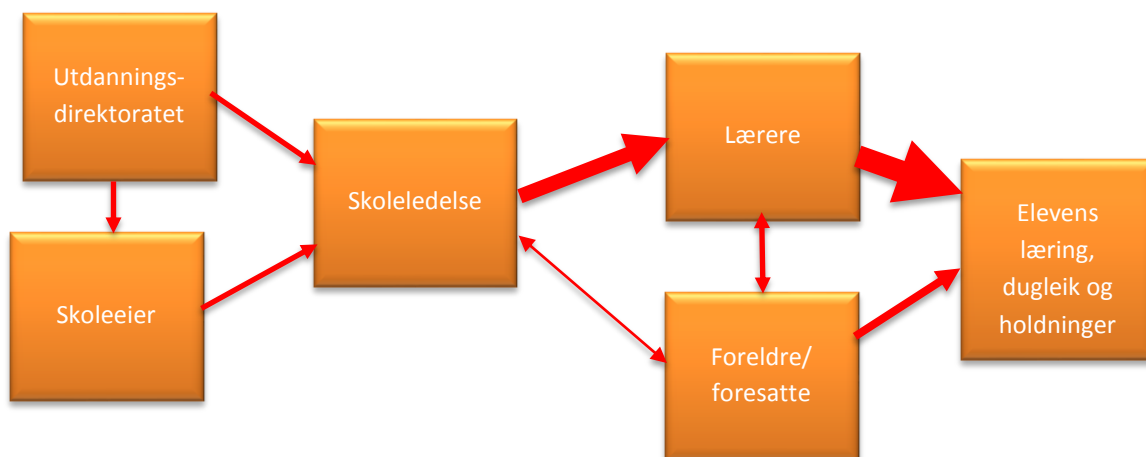 Utdannings-
direktoratet
Skoleeier
Skoleledelse
Lærere
Foreldre/
foresatte
Elevens
læring,
dugleik og
holdninger